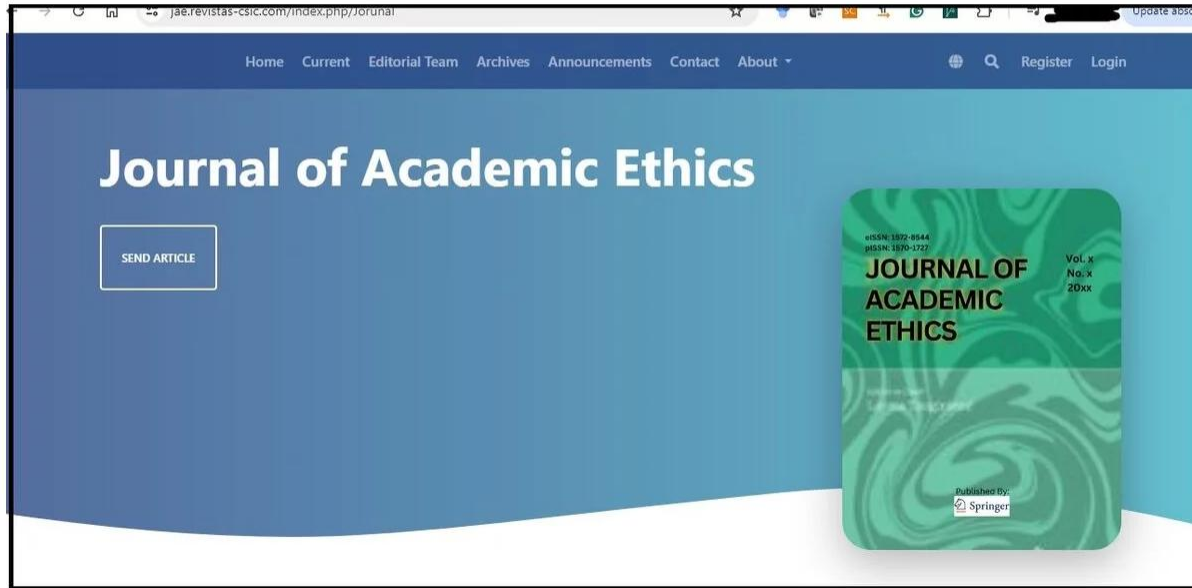 jae.revistas-csic.com/index.php/Jorunal
Update abso
Home Current Editorial Team Archives Announcements Contact About Register Login
Journal of Academic Ethics
SEND ARTICLE
eISSN: 1572-8544
pISSN: 1570-1727
JOURNAL OF
ACADEMIC
ETHICS
Vol. x
No. x
20xx
Published By:
Springer